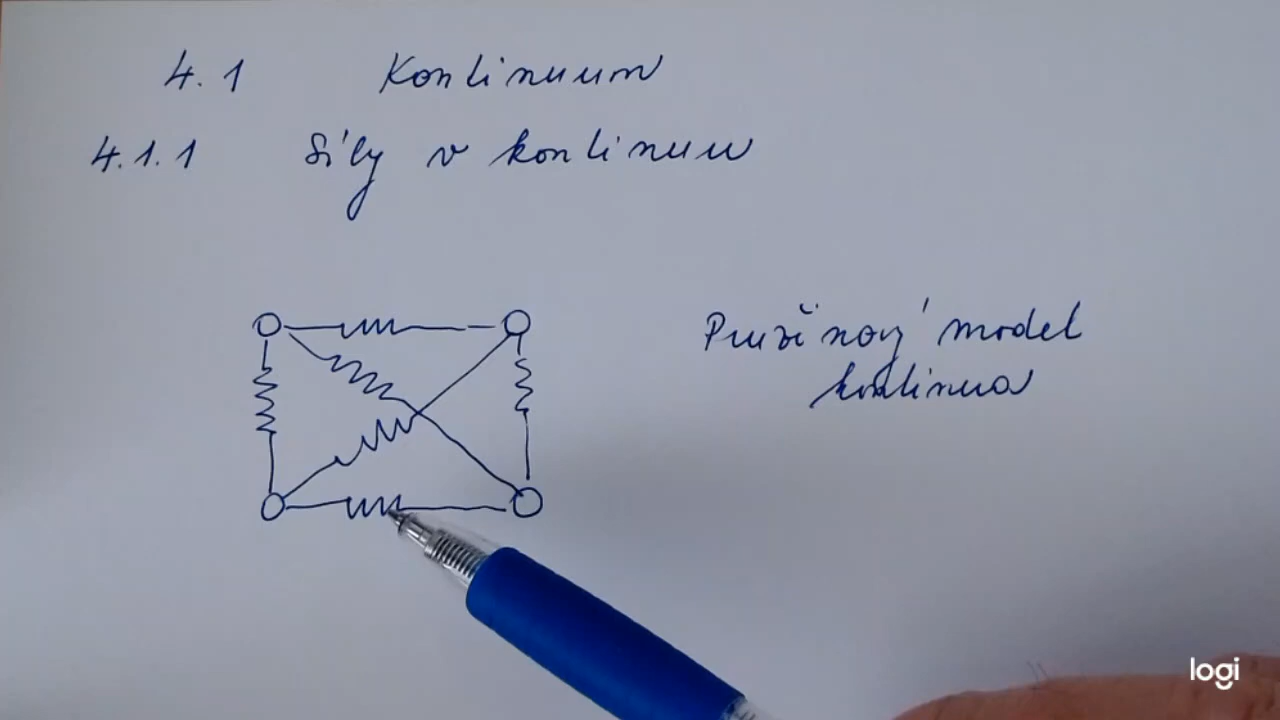 4.1 Kontinuum
4.1.1 Síly v kontinuu
Pružinový model
kontinua
logi